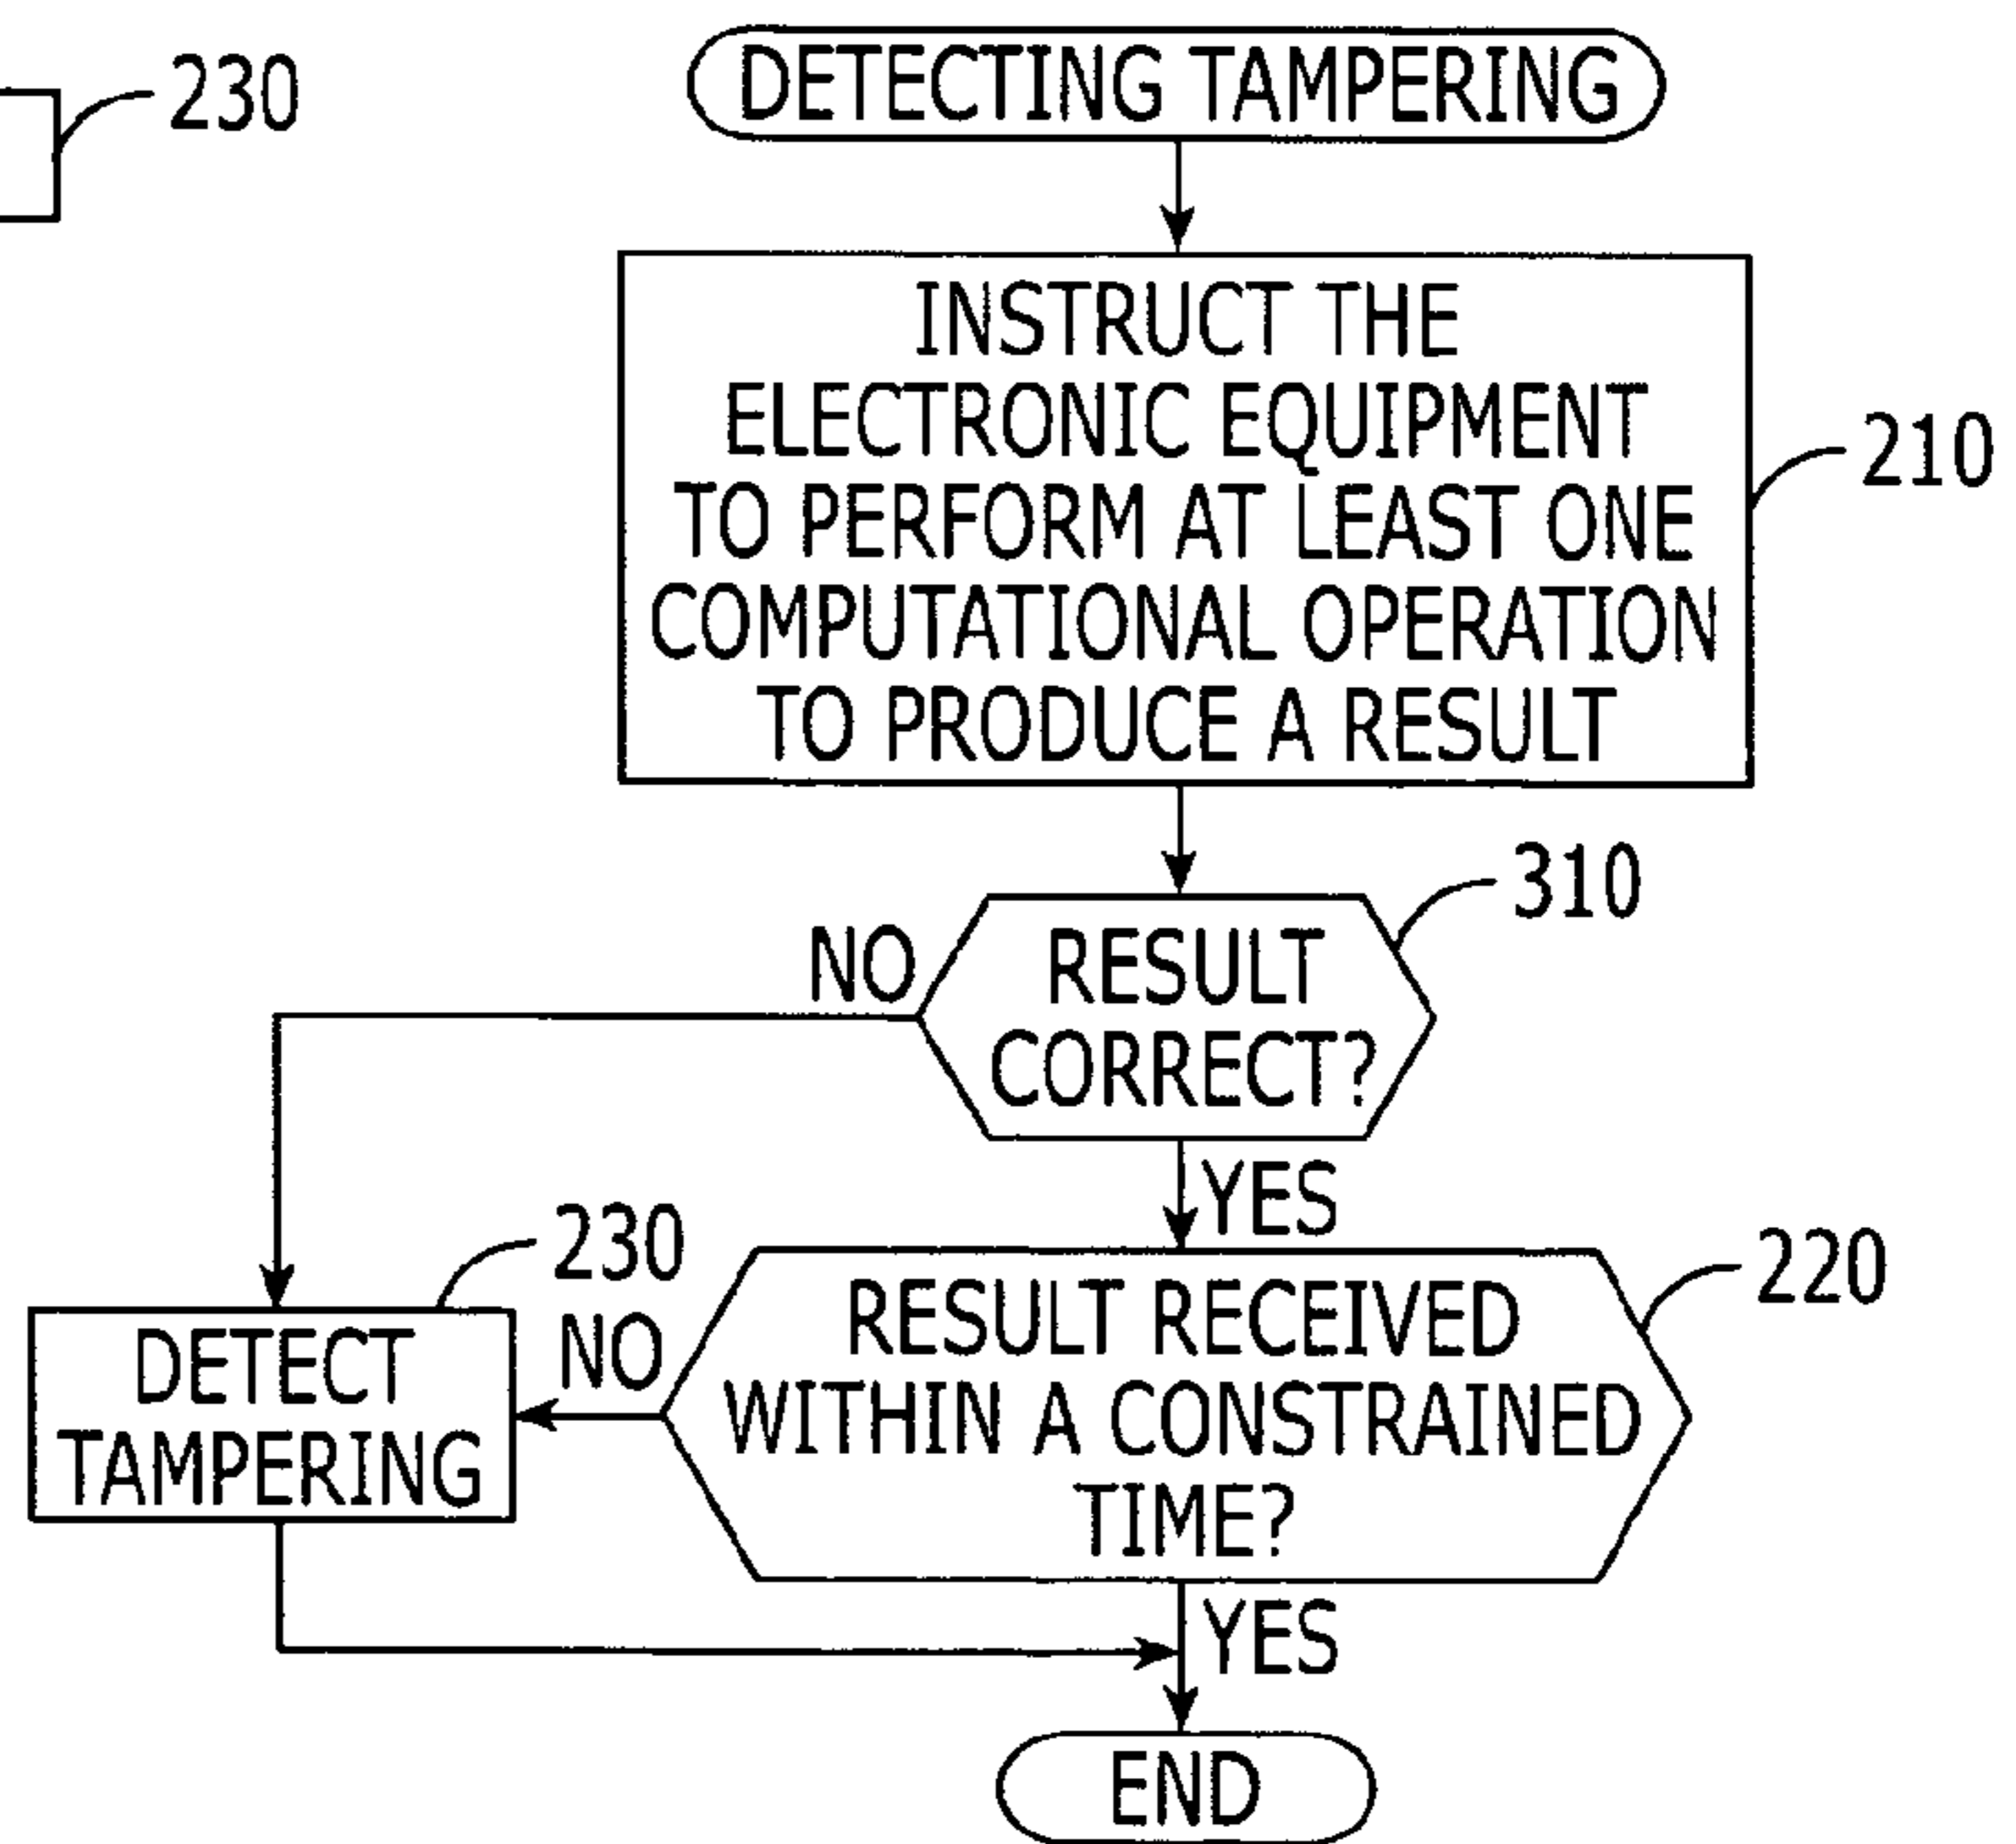 230
DETECTING TAMPERING
INSTRUCT THE
ELECTRONIC EQUIPMENT
TO PERFORM AT LEAST ONE
COMPUTATIONAL OPERATION
TO PRODUCE A RESULT
210
310
NO
RESULT
CORRECT?
YES
230
220
DETECT
TAMPERING
NO
RESULT RECEIVED
WITHIN A CONSTRAINED
TIME?
YES
END